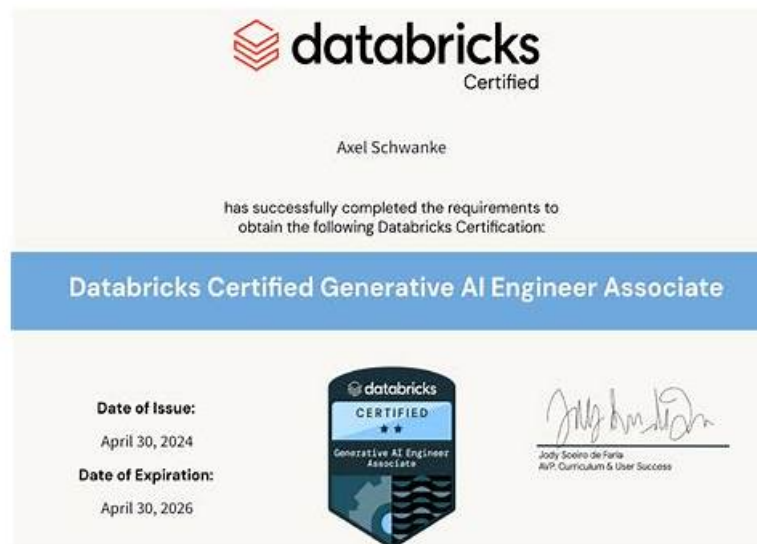 databricks
Certified
Axel Schwanke
has successfully completed the requirements to
obtain the following Databricks Certification:
Databricks Certified Generative AI Engineer Associate
Date of Issue:
April 30, 2024
Date of Expiration:
April 30, 2026
databricks
CERTIFIED
Generative AI Engineer
Associate
Jody Soeiro de Faria
AVP, Curriculum & User Success